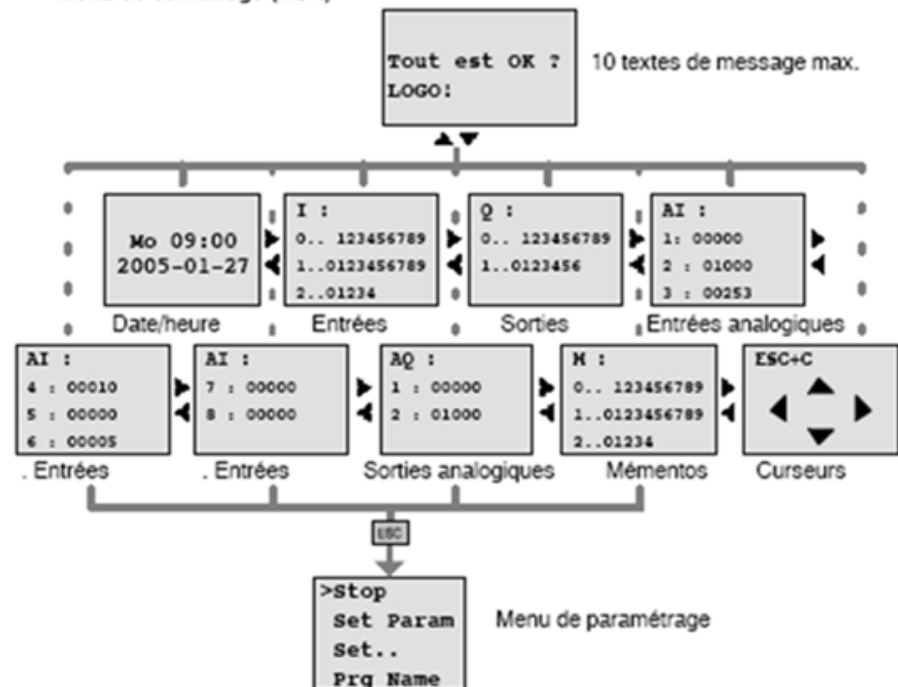 Tout est OK ?
LOGO!
10 textes de message max.
Mo 09:00
2005-01-27
Date/heure
I :
0.. 123456789
1..0123456789
2..01234
Entrées
Q :
0.. 123456789
1..0123456
Sorties
AI :
1: 00000
2 : 01000
3 : 00253
Entrées analogiques
AI :
4 : 00010
5 : 00000
6 : 00005
. Entrées
AI :
7 : 00000
8 : 00000
. Entrées
AQ :
1 : 00000
2 : 01000
Sorties analogiques
M :
0.. 123456789
1..0123456789
2..01234
Mémentos
ESC+C
Curseurs
ESC
>Stop
Set Param
Set..
Prg Name
Menu de paramétrage